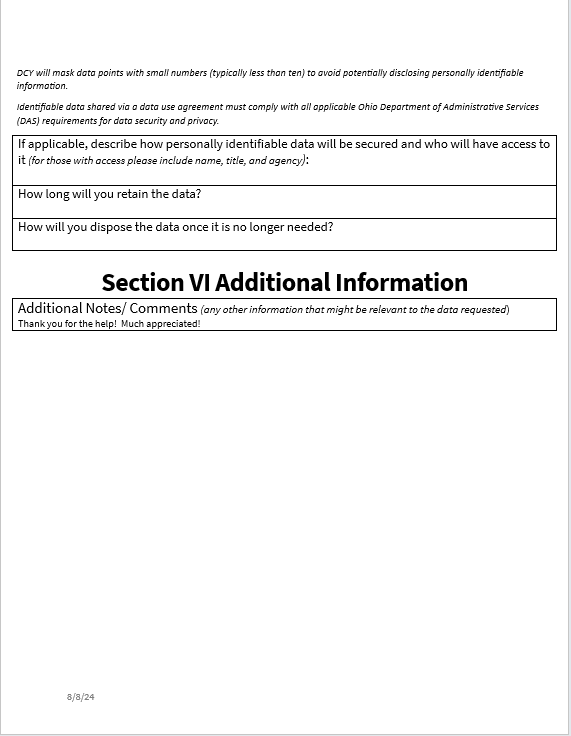 DCY will mask data points with small numbers (typically less than ten) to avoid potentially disclosing personally identifiable
information.
Identifiable data shared via a data use agreement must comply with all applicable Ohio Department of Administrative Services
(DAS) requirements for data security and privacy.
If applicable, describe how personally identifiable data will be secured and who will have access to
it (for those with access please include name, title, and agency):
How long will you retain the data?
How will you dispose the data once it is no longer needed?
Section VI Additional Information
Additional Notes/ Comments (any other information that might be relevant to the data requested)
Thank you for the help! Much appreciated!
8/8/24